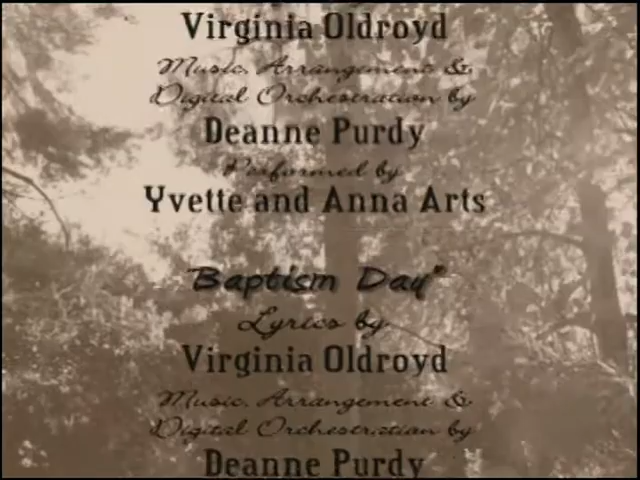 Virginia Oldroyd
Music, Arrangement &
Digital Orchestration by
Deanne Purdy
Performed by
Yvette and Anna Arts
"Baptism Day"
Lyrics by
Virginia Oldroyd
Music, Arrangement &
Digital Orchestration by
Deanne Purdy